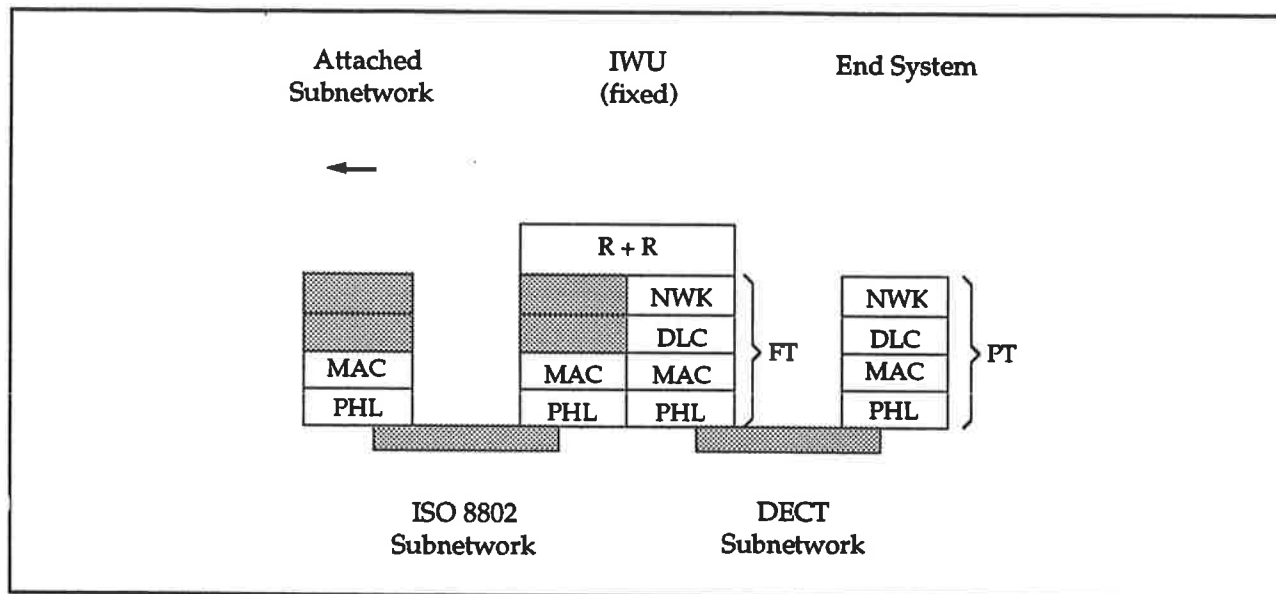 Attached
Subnetwork
IWU
(fixed)
End System
R + R
NWK
NWK
DLC
FT
DLC
PT
MAC
MAC
MAC
MAC
PHL
PHL
PHL
PHL
ISO 8802
Subnetwork
DECT
Subnetwork